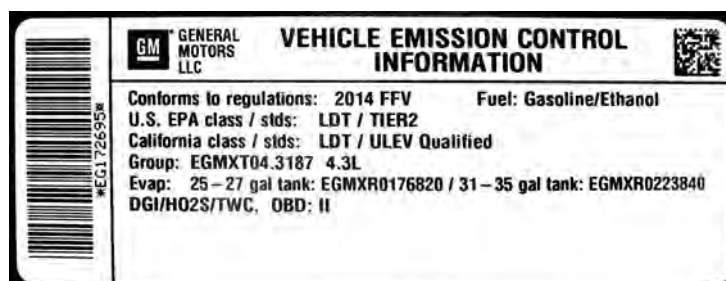 GM GENERAL
MOTORS
LLC
VEHICLE EMISSION CONTROL
INFORMATION
Conforms to regulations: 2014 FFV Fuel: Gasoline/Ethanol
U.S. EPA class / stds: LDT / TIER2
California class / stds: LDT / ULEV Qualified
Group: EGMXT04.3187 4.3L
Evap: 25–27 gal tank: EGMXR0176820 / 31–35 gal tank: EGMXR0223840
DGI/HO2S/TWC, OBD: II
*EG172695*